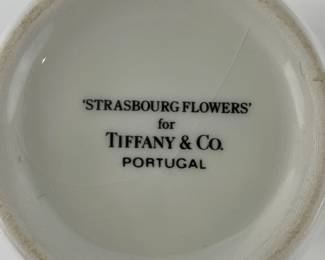 'STRASBOURG FLOWERS'
for
TIFFANY & CO.
PORTUGAL